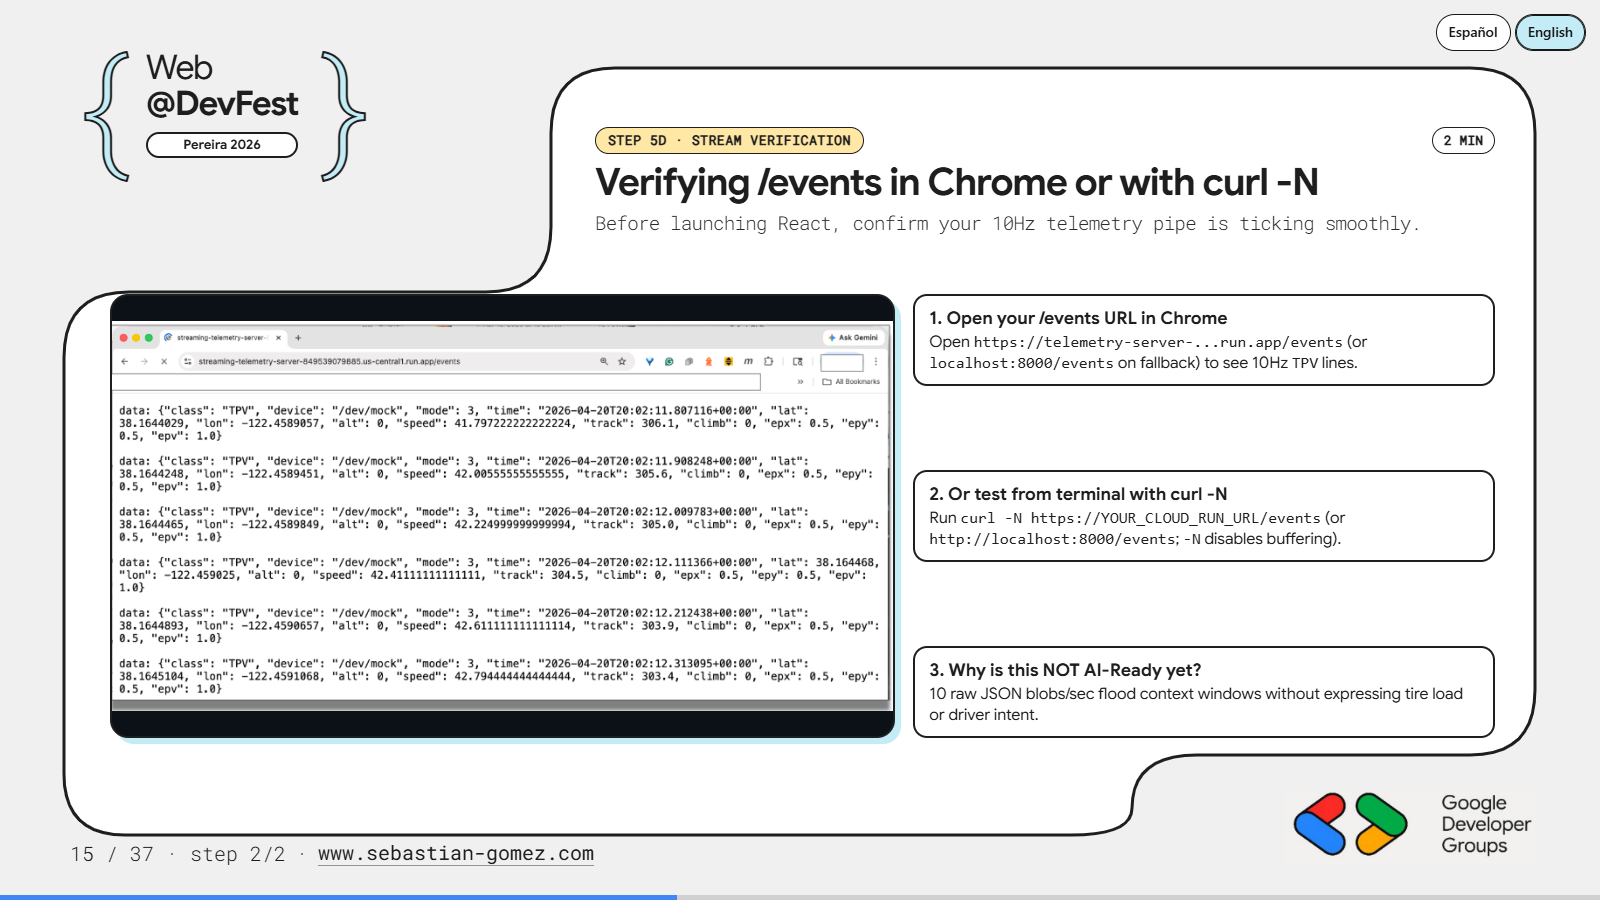 Español
English
Web
@DevFest
Pereira 2026
STEP 5D · STREAM VERIFICATION
2 MIN
Verifying /events in Chrome or with curl -N
Before launching React, confirm your 10Hz telemetry pipe is ticking smoothly.
streaming-telemetry-server-
Ask Gemini
streaming-telemetry-server-849539079885.us-central1.run.app/events
All Bookmarks
data: {"class": "TPV", "device": "/dev/mock", "mode": 3, "time": "2026-04-20T20:02:11.807116+00:00", "lat":
38.1644029, "lon": -122.4589057, "alt": 0, "speed": 41.797222222222224, "track": 306.1, "climb": 0, "epx": 0.5, "epy":
0.5, "epv": 1.0}
data: {"class": "TPV", "device": "/dev/mock", "mode": 3, "time": "2026-04-20T20:02:11.908248+00:00", "lat":
38.1644248, "lon": -122.4589451, "alt": 0, "speed": 42.005555555555555, "track": 305.6, "climb": 0, "epx": 0.5, "epy":
0.5, "epv": 1.0}
data: {"class": "TPV", "device": "/dev/mock", "mode": 3, "time": "2026-04-20T20:02:12.009783+00:00", "lat":
38.1644465, "lon": -122.4589849, "alt": 0, "speed": 42.224999999999994, "track": 305.0, "climb": 0, "epx": 0.5, "epy":
0.5, "epv": 1.0}
data: {"class": "TPV", "device": "/dev/mock", "mode": 3, "time": "2026-04-20T20:02:12.111366+00:00", "lat": 38.164468,
"lon": -122.459025, "alt": 0, "speed": 42.41111111111111, "track": 304.5, "climb": 0, "epx": 0.5, "epy": 0.5, "epv":
1.0}
data: {"class": "TPV", "device": "/dev/mock", "mode": 3, "time": "2026-04-20T20:02:12.212438+00:00", "lat":
38.1644893, "lon": -122.4590657, "alt": 0, "speed": 42.611111111111114, "track": 303.9, "climb": 0, "epx": 0.5, "epy":
0.5, "epv": 1.0}
data: {"class": "TPV", "device": "/dev/mock", "mode": 3, "time": "2026-04-20T20:02:12.313095+00:00", "lat":
38.1645104, "lon": -122.4591068, "alt": 0, "speed": 42.794444444444444, "track": 303.4, "climb": 0, "epx": 0.5, "epy":
0.5, "epv": 1.0}
1. Open your /events URL in Chrome
Open https://telemetry-server-...run.app/events (or
localhost:8000/events on fallback) to see 10Hz TPV lines.
2. Or test from terminal with curl -N
Run curl -N https://YOUR_CLOUD_RUN_URL/events (or
http://localhost:8000/events; -N disables buffering).
3. Why is this NOT AI-Ready yet?
10 raw JSON blobs/sec flood context windows without expressing tire load
or driver intent.
15 / 37 · step 2/2 · www.sebastian-gomez.com
Google
Developer
Groups